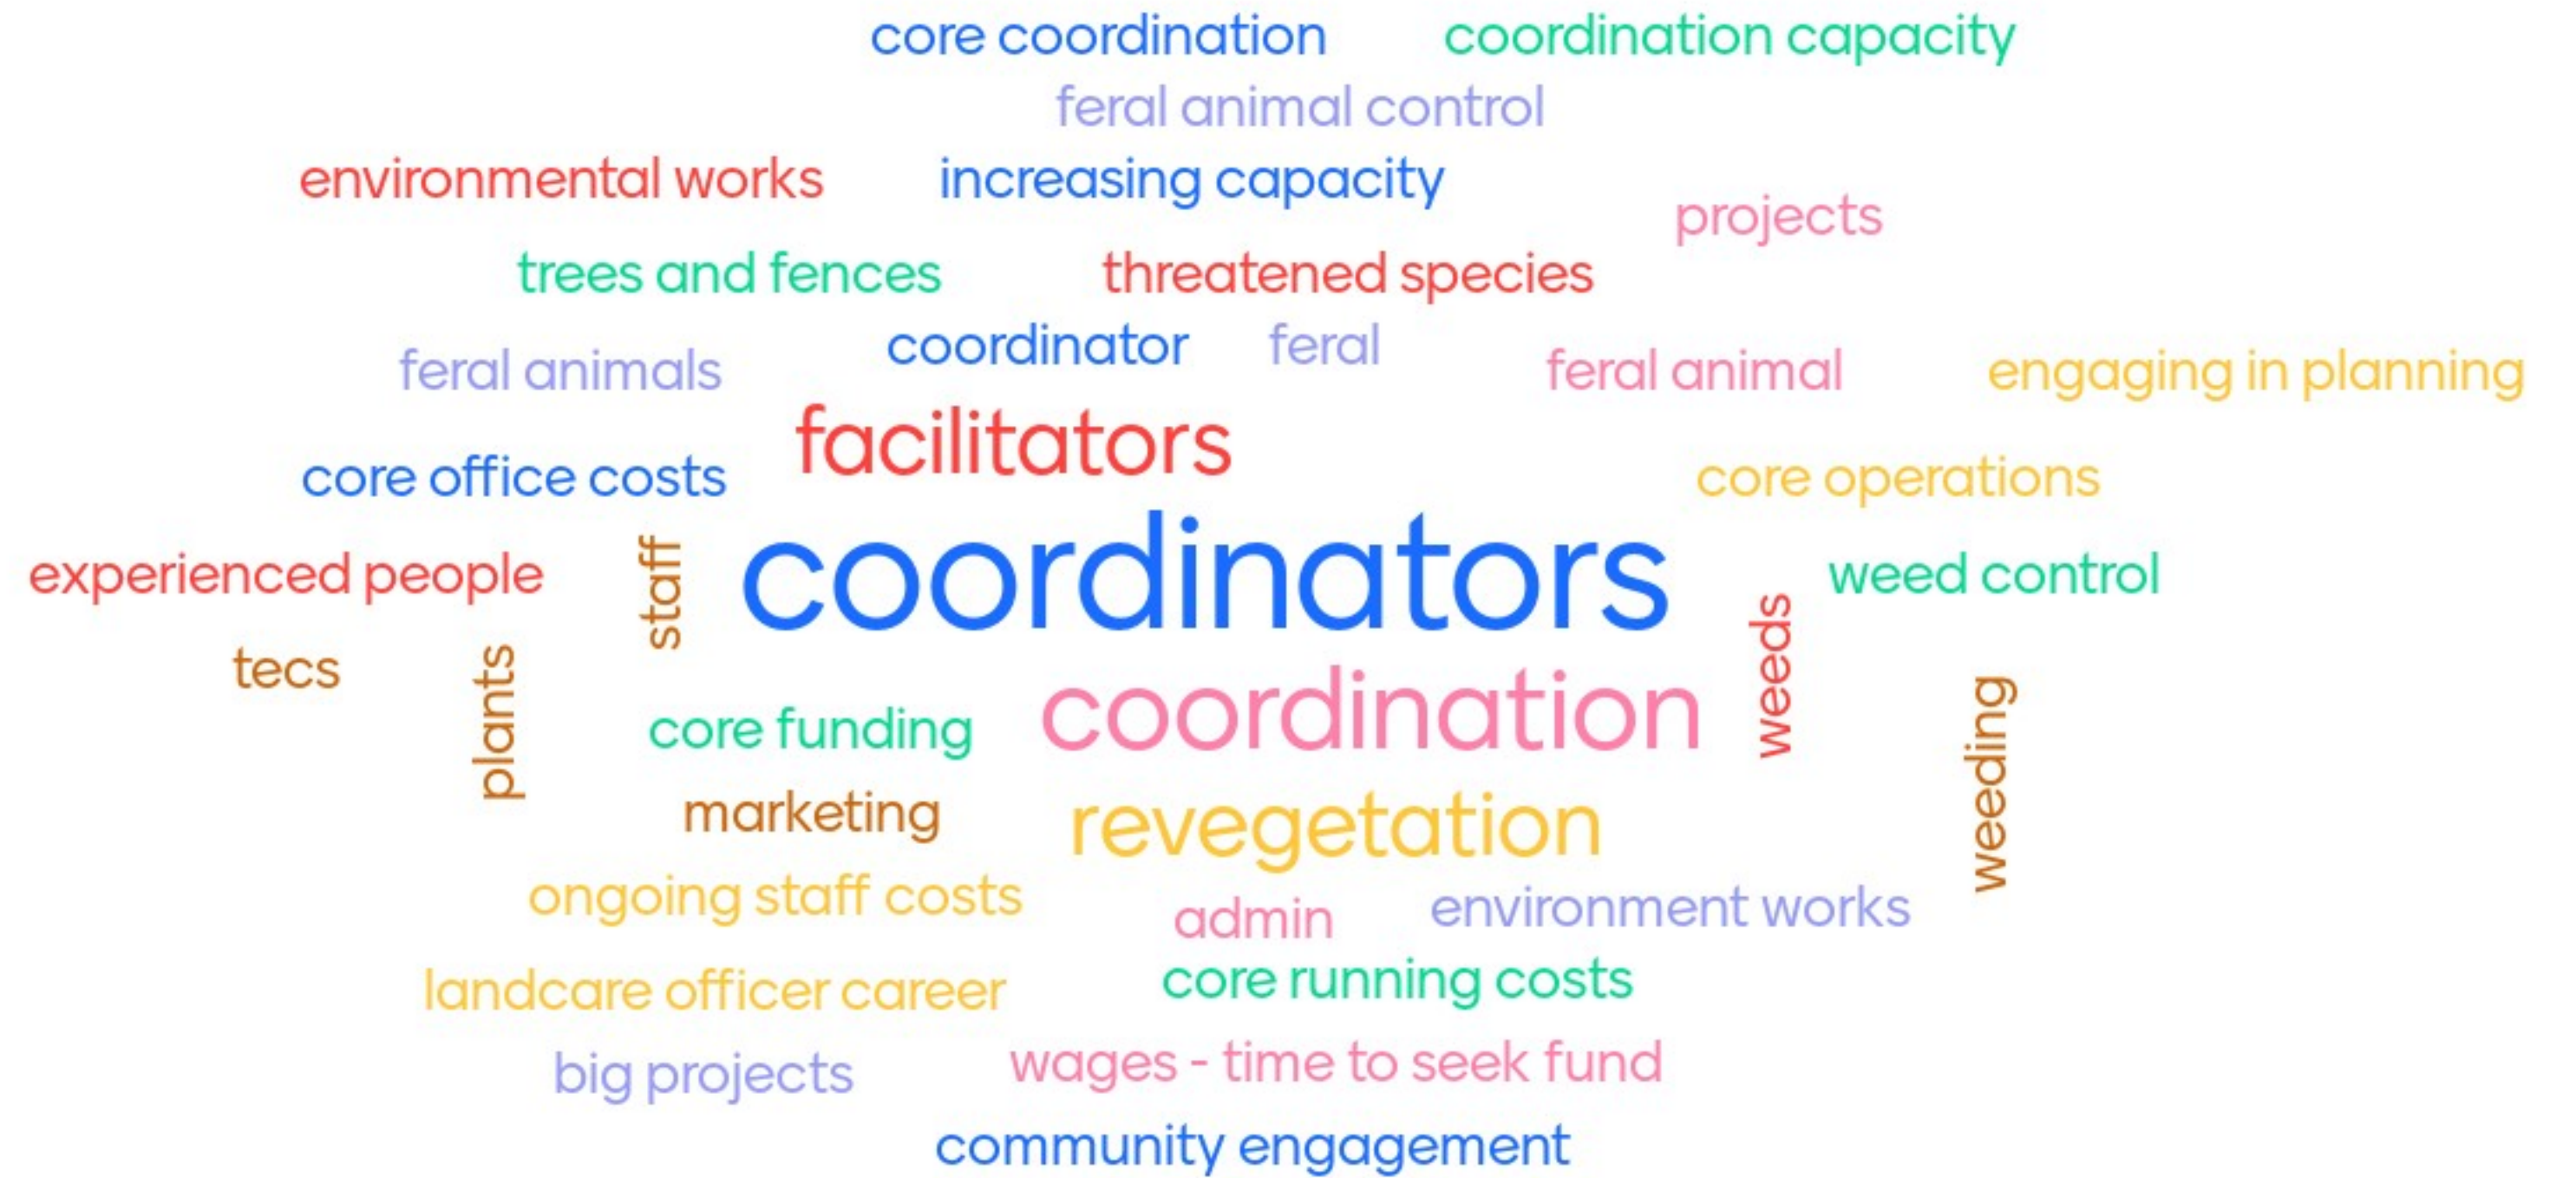 core coordination
coordination capacity
feral animal control
environmental works
increasing capacity
projects
trees and fences
threatened species
coordinator
feral
feral animals
feral animal
engaging in planning
facilitators
core office costs
core operations
coordinators
experienced people
staff
weed control
weeds
tecs
plants
coordination
core funding
weeding
marketing
revegetation
ongoing staff costs
admin
environment works
landcare officer career
core running costs
big projects
wages - time to seek fund
community engagement